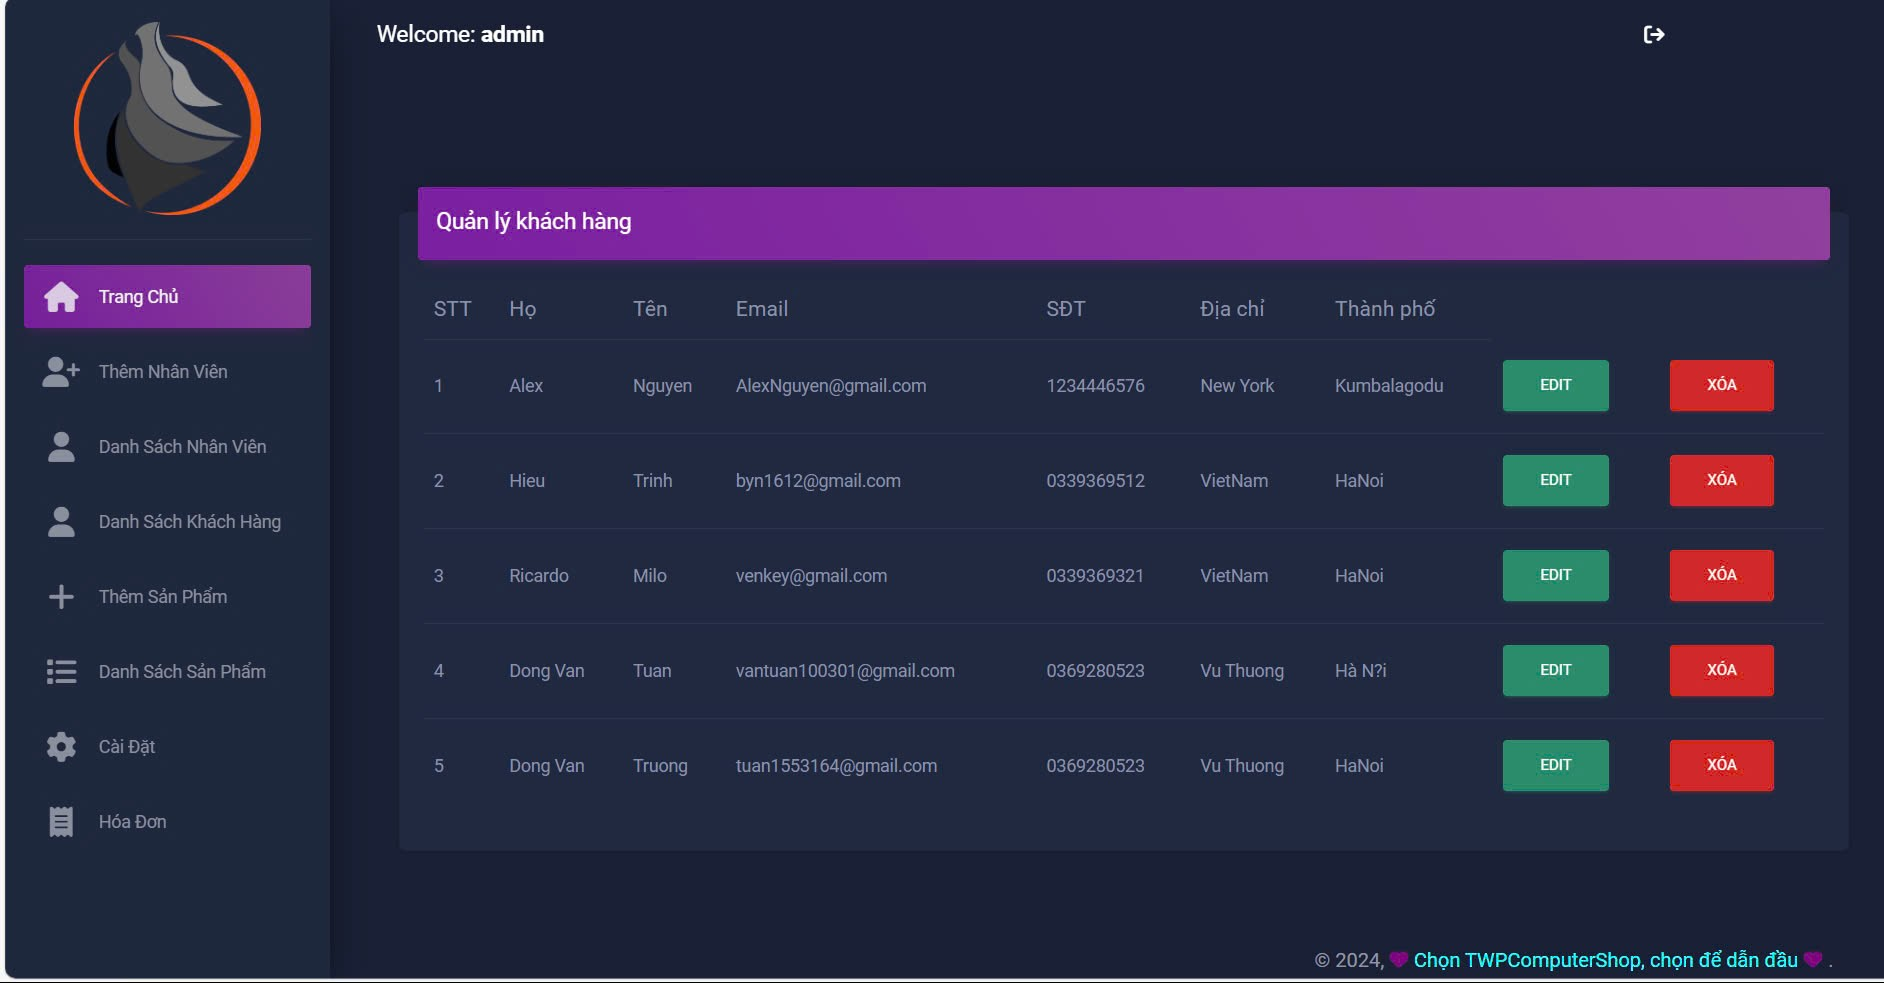 Welcome: admin
Trang Chủ
Thêm Nhân Viên
Danh Sách Nhân Viên
Danh Sách Khách Hàng
Thêm Sản Phẩm
Danh Sách Sản Phẩm
Cài Đặt
Hóa Đơn
Quản lý khách hàng
STT Họ Tên Email SĐT Địa chỉ Thành phố
1 Alex Nguyen AlexNguyen@gmail.com 1234446576 New York Kumbalagodu EDIT XÓA
2 Hieu Trinh byn1612@gmail.com 0339369512 VietNam HaNoi EDIT XÓA
3 Ricardo Milo venkey@gmail.com 0339369321 VietNam HaNoi EDIT XÓA
4 Dong Van Tuan vantuan100301@gmail.com 0369280523 Vu Thuong Hà N?i EDIT XÓA
5 Dong Van Truong tuan1553164@gmail.com 0369280523 Vu Thuong HaNoi EDIT XÓA
© 2024, 💜 Chọn TWPComputerShop, chọn để dẫn đầu 💜 .